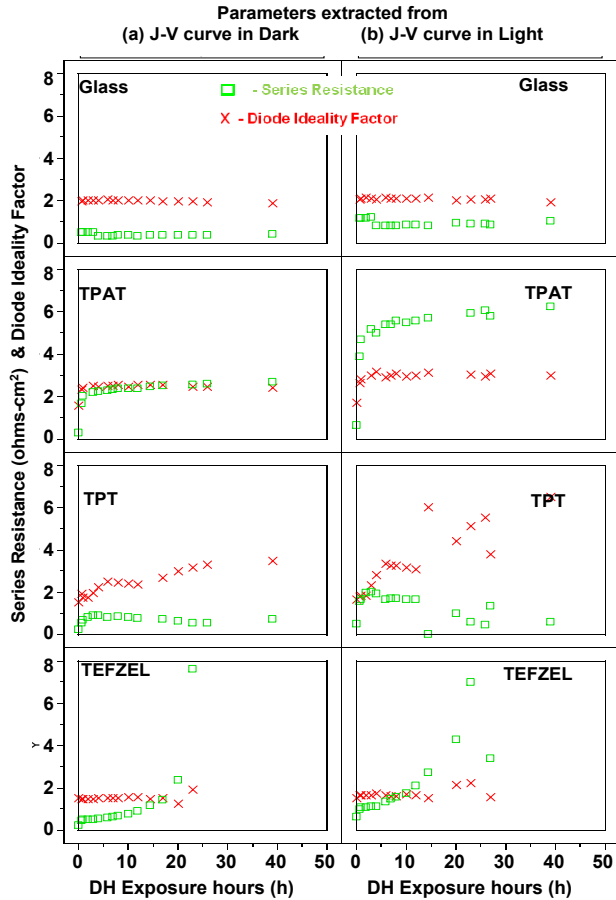 Parameters extracted from
(a) J-V curve in Dark (b) J-V curve in Light
Series Resistance (ohms-cm²) & Diode Ideality Factor
8
6
4
2
0
Glass
- Series Resistance
- Diode Ideality Factor
Glass
8
6
4
2
0
TPAT
TPAT
8
6
4
2
0
TPT
TPT
8
6
4
2
0
Y
TEFZEL
TEFZEL
0 10 20 30 40 50
0 10 20 30 40 50
DH Exposure hours (h) DH Exposure hours (h)